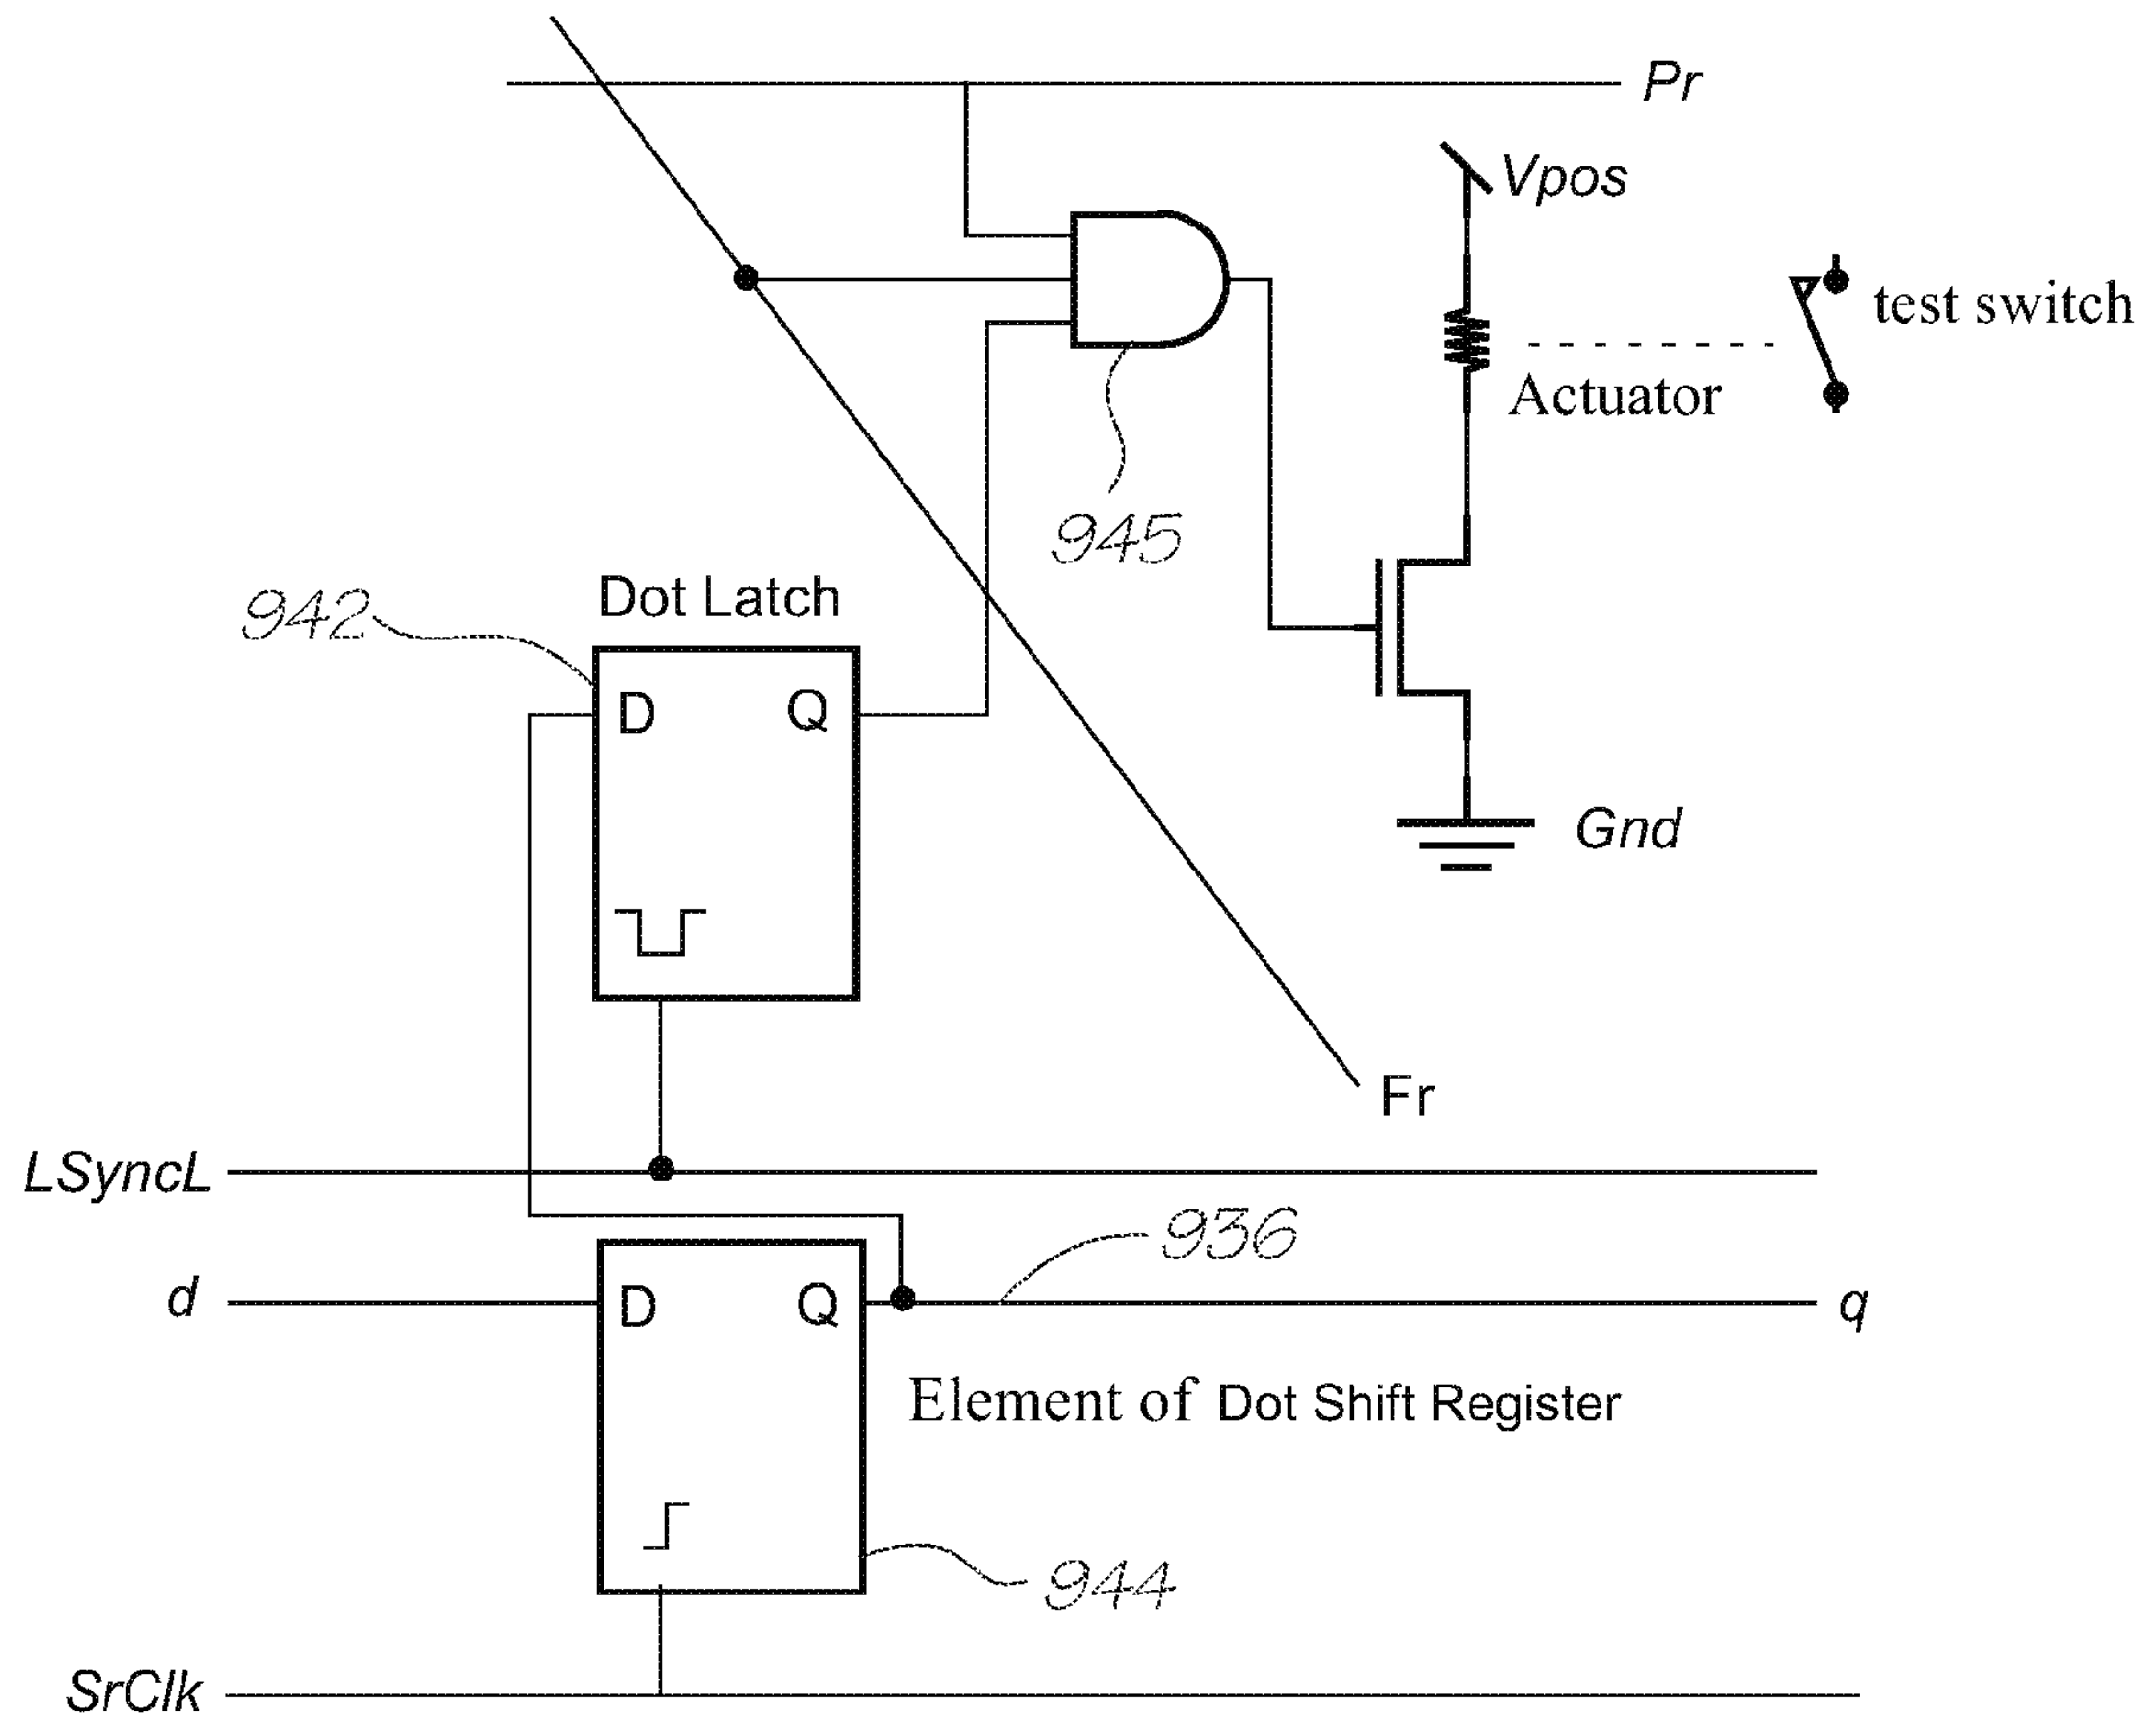 Pr
Vpos
test switch
Actuator
945
Dot Latch
942
D Q
Gnd
Fr
LSyncL
936
d
D Q
q
Element of Dot Shift Register
944
SrClk